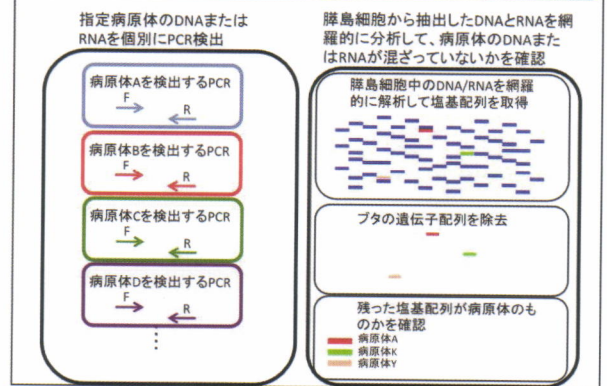 指定病原体のDNAまたは
RNAを個別にPCR検出
病原体Aを検出するPCR
F
R
病原体Bを検出するPCR
F
R
病原体Cを検出するPCR
F
R
病原体Dを検出するPCR
F
R
⋮
膵島細胞から抽出したDNAとRNAを網
羅的に分析して、病原体のDNAまた
はRNAが混ざっていないかを確認
膵島細胞中のDNA/RNAを網羅
的に解析して塩基配列を取得
ブタの遺伝子配列を除去
残った塩基配列が病原体のも
のかを確認
病原体A
病原体K
病原体Y